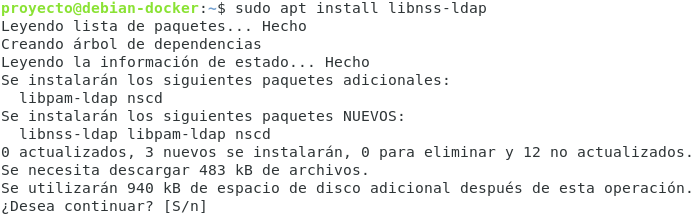 proyecto@debian-docker:~$ sudo apt install libnss-ldap
Leyendo lista de paquetes... Hecho
Creando árbol de dependencias
Leyendo la información de estado... Hecho
Se instalarán los siguientes paquetes adicionales:
  libpam-ldap nscd
Se instalarán los siguientes paquetes NUEVOS:
  libnss-ldap libpam-ldap nscd
0 actualizados, 3 nuevos se instalarán, 0 para eliminar y 12 no actualizados.
Se necesita descargar 483 kB de archivos.
Se utilizarán 940 kB de espacio de disco adicional después de esta operación.
¿Desea continuar? [S/n]